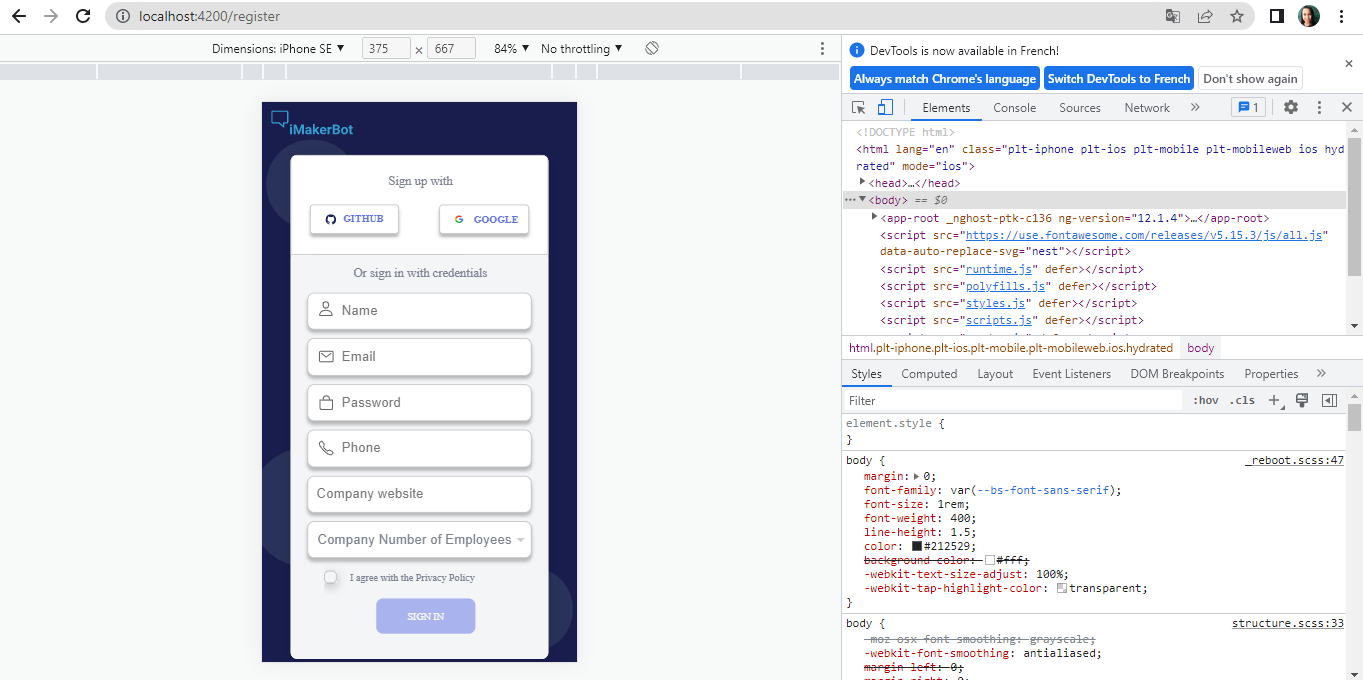 localhost:4200/register
Dimensions: iPhone SE ▼ 375 × 667 84% ▼ No throttling ▼
iMakerBot
Sign up with
GITHUB GOOGLE
Or sign in with credentials
Name
Email
Password
Phone
Company website
Company Number of Employees
I agree with the Privacy Policy
SIGN IN
DevTools is now available in French!
Always match Chrome's language Switch DevTools to French Don't show again
Elements Console Sources Network » 1
<!DOCTYPE html>
<html lang="en" class="plt-iphone plt-ios plt-mobile plt-mobileweb ios hyd
rated" mode="ios">
<head>…</head>
<body> == $0
<app-root _nghost-ptk-c136 ng-version="12.1.4">…</app-root>
<script src="https://use.fontawesome.com/releases/v5.15.3/js/all.js"
data-auto-replace-svg="nest"></script>
<script src="runtime.js" defer></script>
<script src="polyfills.js" defer></script>
<script src="styles.js" defer></script>
<script src="scripts.js" defer></script>
html.plt-iphone.plt-ios.plt-mobile.plt-mobileweb.ios.hydrated body
Styles Computed Layout Event Listeners DOM Breakpoints Properties »
Filter :hov .cls +
element.style {
}
body { _reboot.scss:47
margin: 0;
font-family: var(--bs-font-sans-serif);
font-size: 1rem;
font-weight: 400;
line-height: 1.5;
color: #212529;
background-color: #fff;
-webkit-text-size-adjust: 100%;
-webkit-tap-highlight-color: transparent;
}
body { structure.scss:33
-moz-osx-font-smoothing: grayscale;
-webkit-font-smoothing: antialiased;
margin-left: 0;
margin-right: 0;